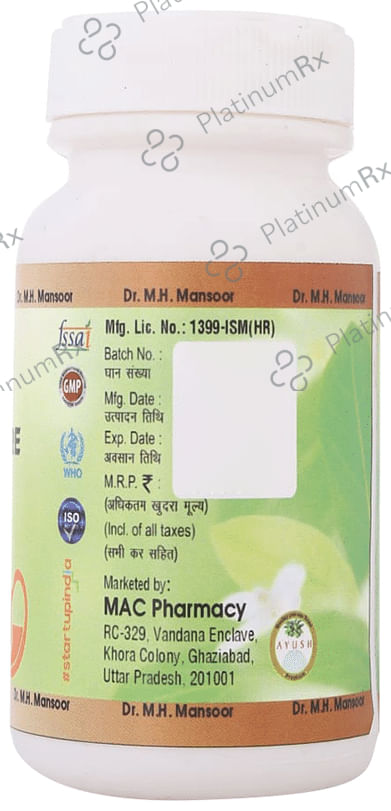 PlatinumRx
PlatinumRx
PlatinumRx
Rx
Dr. M.H. Mansoor Dr. M.H. Mansoor Dr. M.H. Mansoor
fssai
GMP
WHO
ISO
#startupindia
Mfg. Lic. No.: 1399-ISM(HR)
Batch No. :
घान संख्या
Mfg. Date :
उत्पादन तिथि
Exp. Date :
अवसान तिथि
M.R.P. ₹ :
(अधिकतम खुदरा मूल्य)
(Incl. of all taxes)
(सभी कर सहित)
Marketed by:
MAC Pharmacy
RC-329, Vandana Enclave,
Khora Colony, Ghaziabad,
Uttar Pradesh, 201001
AYUSH
Premium
Dr. M.H. Mansoor Dr. M.H. Mansoor Dr. M.H. Mansoor